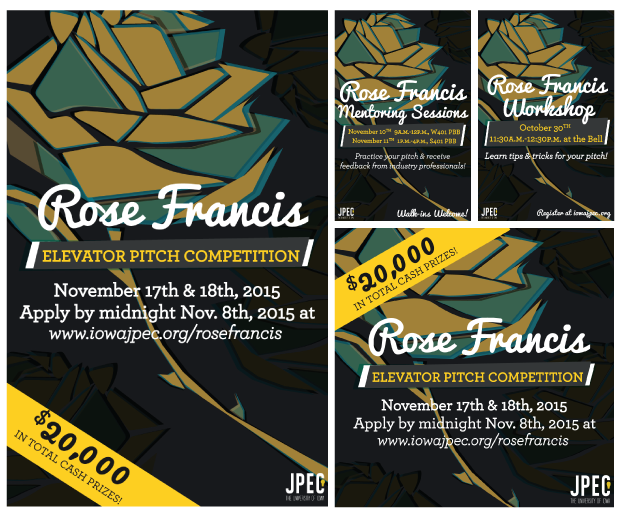 Rose Francis
ELEVATOR PITCH COMPETITION
November 17th & 18th, 2015
Apply by midnight Nov. 8th, 2015 at
www.iowajpec.org/rosefrancis
$20,000
IN TOTAL CASH PRIZES!
JPEC
THE UNIVERSITY OF IOWA
Rose Francis
Mentoring Sessions
November 10TH 9A.M.-12P.M., W401 PBB
November 11TH 1P.M.-4P.M., S401 PBB
Practice your pitch & receive
feedback from industry professionals!
JPEC
Walk-ins Welcome!
Rose Francis
Workshop
October 30TH
11:30A.M.-12:30P.M. at the Bell
Learn tips & tricks for your pitch!
JPEC
Register at iowajpec.org
$20,000
IN TOTAL CASH PRIZES!
Rose Francis
ELEVATOR PITCH COMPETITION
November 17th & 18th, 2015
Apply by midnight Nov. 8th, 2015 at
www.iowajpec.org/rosefrancis
JPEC
THE UNIVERSITY OF IOWA